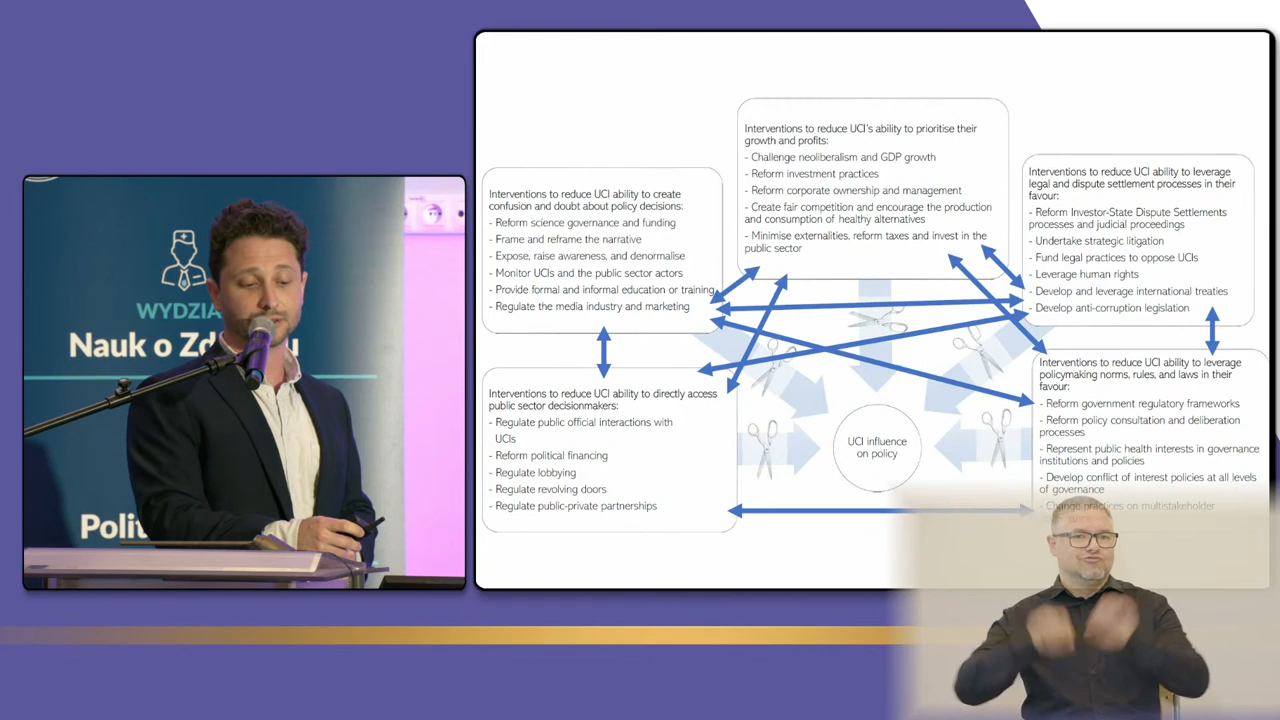 WYDZIA
Nauk o Zd u
Polit
Interventions to reduce UCI ability to create
confusion and doubt about policy decisions:
- Reform science governance and funding
- Frame and reframe the narrative
- Expose, raise awareness, and denormalise
- Monitor UCIs and the public sector actors
- Provide formal and informal education or training
- Regulate the media industry and marketing
Interventions to reduce UCI's ability to prioritise their
growth and profits:
- Challenge neoliberalism and GDP growth
- Reform investment practices
- Reform corporate ownership and management
- Create fair competition and encourage the production
and consumption of healthy alternatives
- Minimise externalities, reform taxes and invest in the
public sector
Interventions to reduce UCI ability to leverage
legal and dispute settlement processes in their
favour:
- Reform Investor-State Dispute Settlements
processes and judicial proceedings
- Undertake strategic litigation
- Fund legal practices to oppose UCIs
- Leverage human rights
- Develop and leverage international treaties
- Develop anti-corruption legislation
Interventions to reduce UCI ability to directly access
public sector decisionmakers:
- Regulate public official interactions with
UCIs
- Reform political financing
- Regulate lobbying
- Regulate revolving doors
- Regulate public-private partnerships
UCI influence
on policy
Interventions to reduce UCI ability to leverage
policymaking norms, rules, and laws in their
favour:
- Reform government regulatory frameworks
- Reform policy consultation and deliberation
processes
- Represent public health interests in governance
institutions and policies
- Develop conflict of interest policies at all levels
of governance
- Change practices on multistakeholder